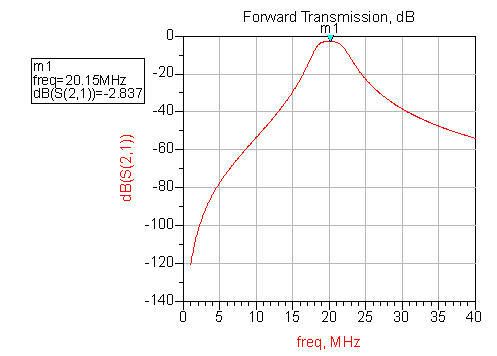 Forward Transmission, dB
m1
m1
freq=20.15MHz
dB(S(2,1))=-2.837
dB(S(2,1))
0
-20
-40
-60
-80
-100
-120
-140
0 5 10 15 20 25 30 35 40
freq, MHz